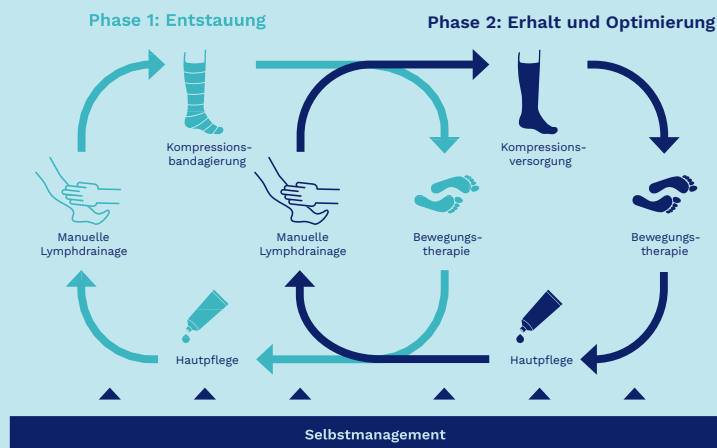 Phase 1: Entstauung
Phase 2: Erhalt und Optimierung
Kompressions-
bandagierung
Kompressions-
versorgung
Manuelle
Lymphdrainage
Manuelle
Lymphdrainage
Bewegungs-
therapie
Bewegungs-
therapie
Hautpflege
Hautpflege
Selbstmanagement